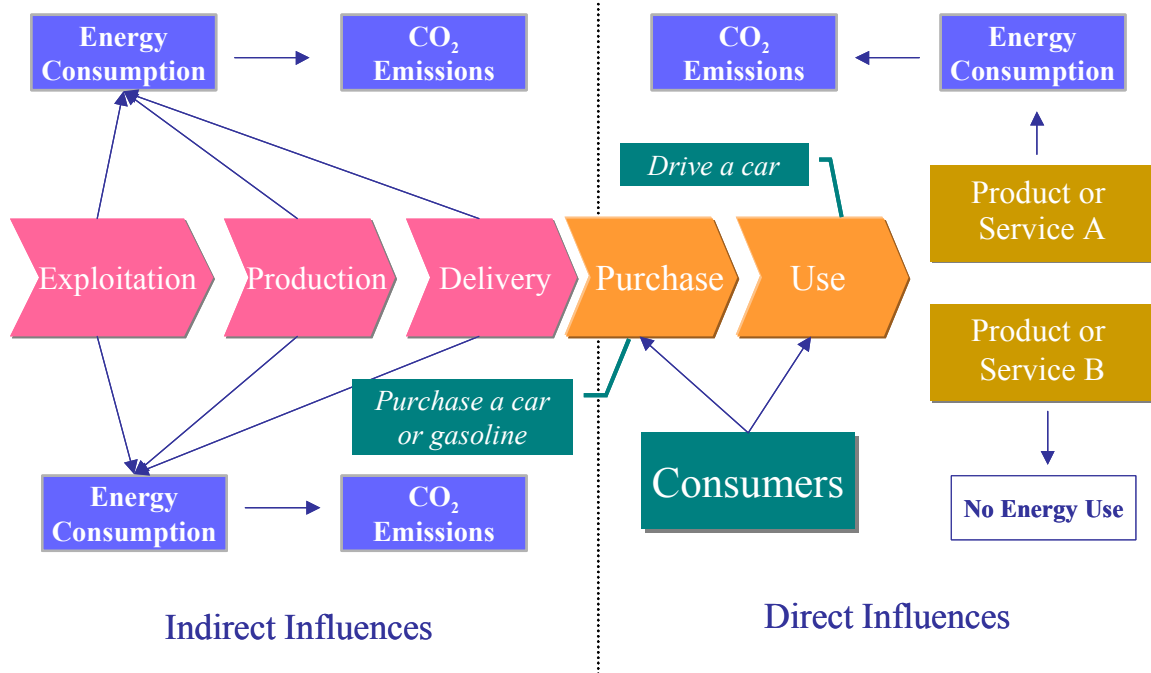 Energy
Consumption
CO₂
Emissions
CO₂
Emissions
Energy
Consumption
Drive a car
Product or
Service A
Exploitation
Production
Delivery
Purchase
Use
Product or
Service B
Purchase a car
or gasoline
Consumers
Energy
Consumption
CO₂
Emissions
No Energy Use
Indirect Influences
Direct Influences